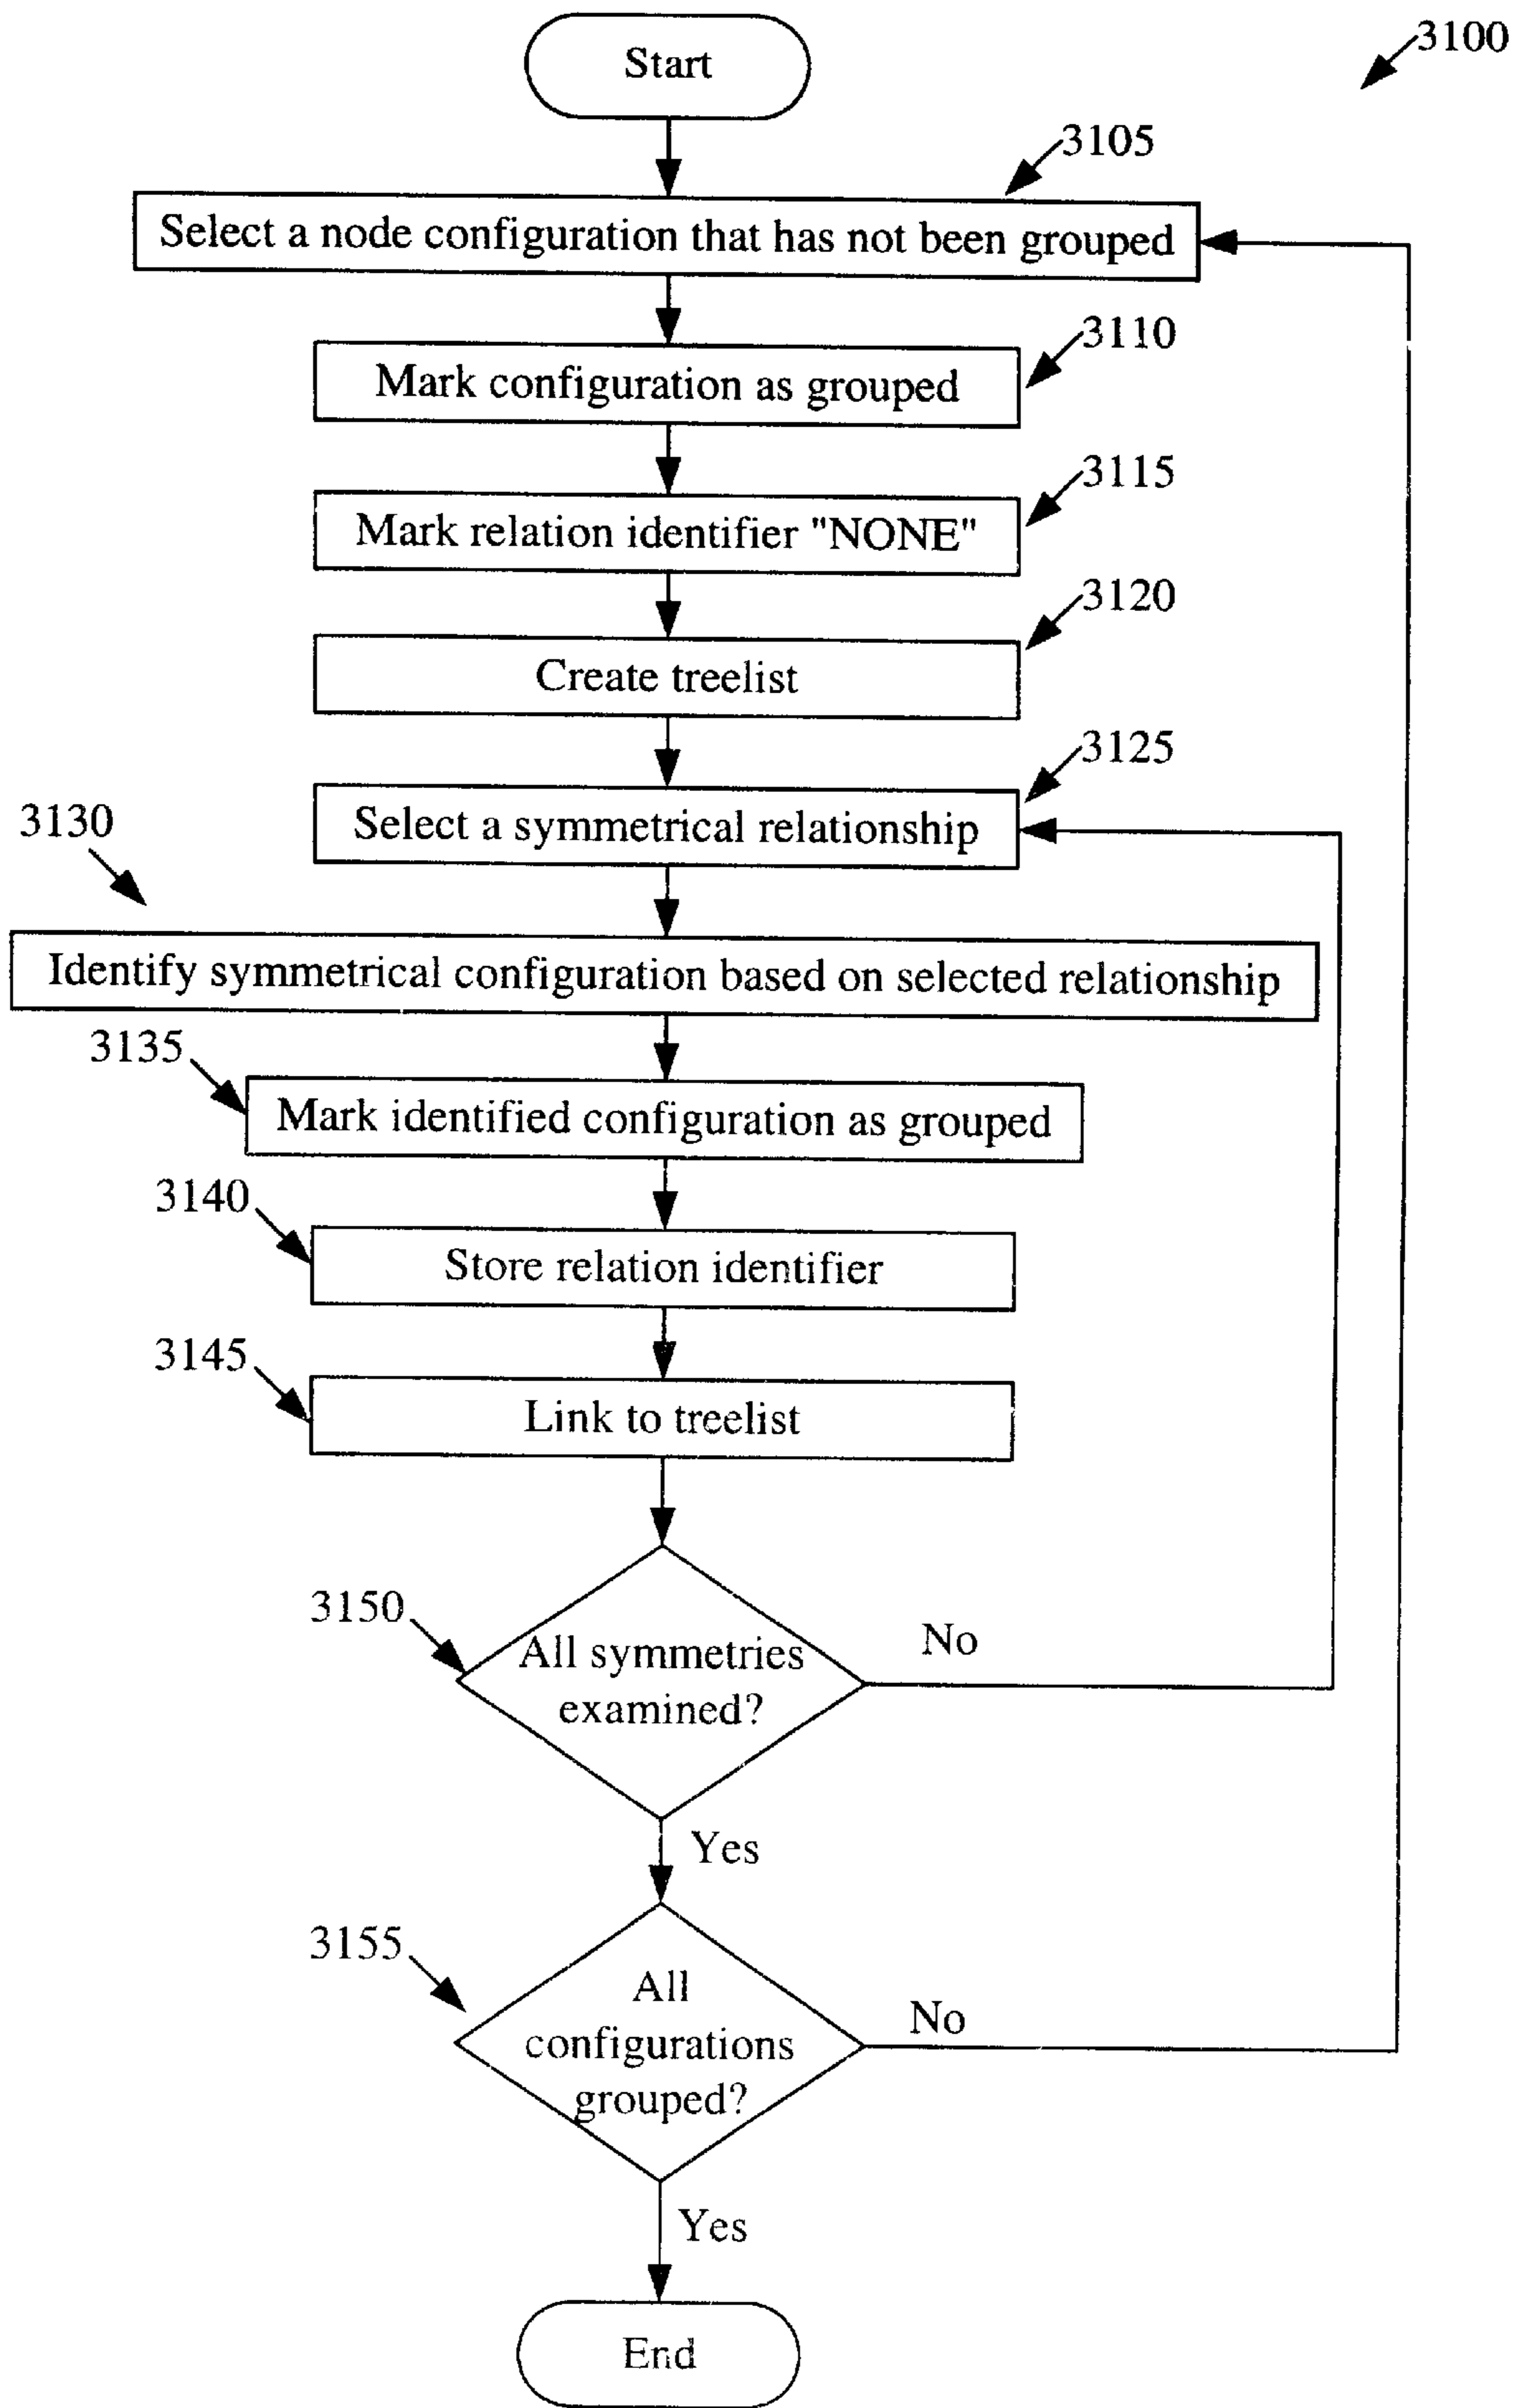 Start
3100
3105
Select a node configuration that has not been grouped
3110
Mark configuration as grouped
3115
Mark relation identifier "NONE"
3120
Create treelist
3125
Select a symmetrical relationship
3130
Identify symmetrical configuration based on selected relationship
3135
Mark identified configuration as grouped
3140
Store relation identifier
3145
Link to treelist
3150
All symmetries
examined?
No
Yes
3155
All
configurations
grouped?
No
Yes
End